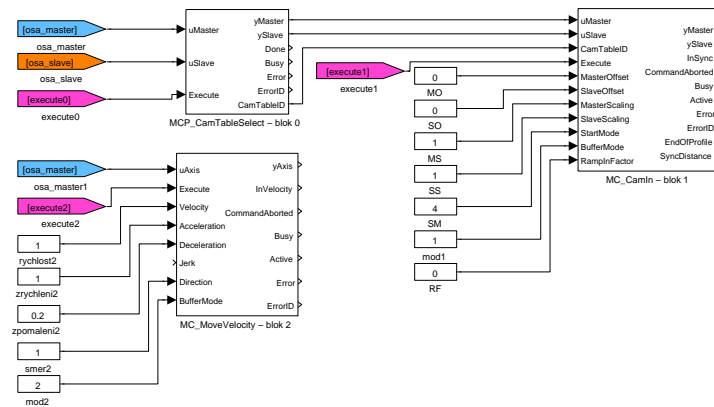 [osa_master]
osa_master
[osa_slave]
osa_slave
[execute0]
execute0
uMaster
uSlave
Execute
yMaster
ySlave
Done
Busy
Error
ErrorID
CamTableID
MCP_CamTableSelect – blok 0
[execute1]
execute1
0
MO
0
SO
1
MS
1
SS
4
SM
1
mod1
0
RF
uMaster
uSlave
CamTableID
Execute
MasterOffset
SlaveOffset
MasterScaling
SlaveScaling
StartMode
BufferMode
RampInFactor
yMaster
ySlave
InSync
CommandAborted
Busy
Active
Error
ErrorID
EndOfProfile
SyncDistance
MC_CamIn – blok 1
[osa_master]
osa_master1
[execute2]
execute2
1
rychlost2
1
zrychleni2
0.2
zpomaleni2
1
smer2
2
mod2
uAxis
Execute
Velocity
Acceleration
Deceleration
Jerk
Direction
BufferMode
yAxis
InVelocity
CommandAborted
Busy
Active
Error
ErrorID
MC_MoveVelocity – blok 2